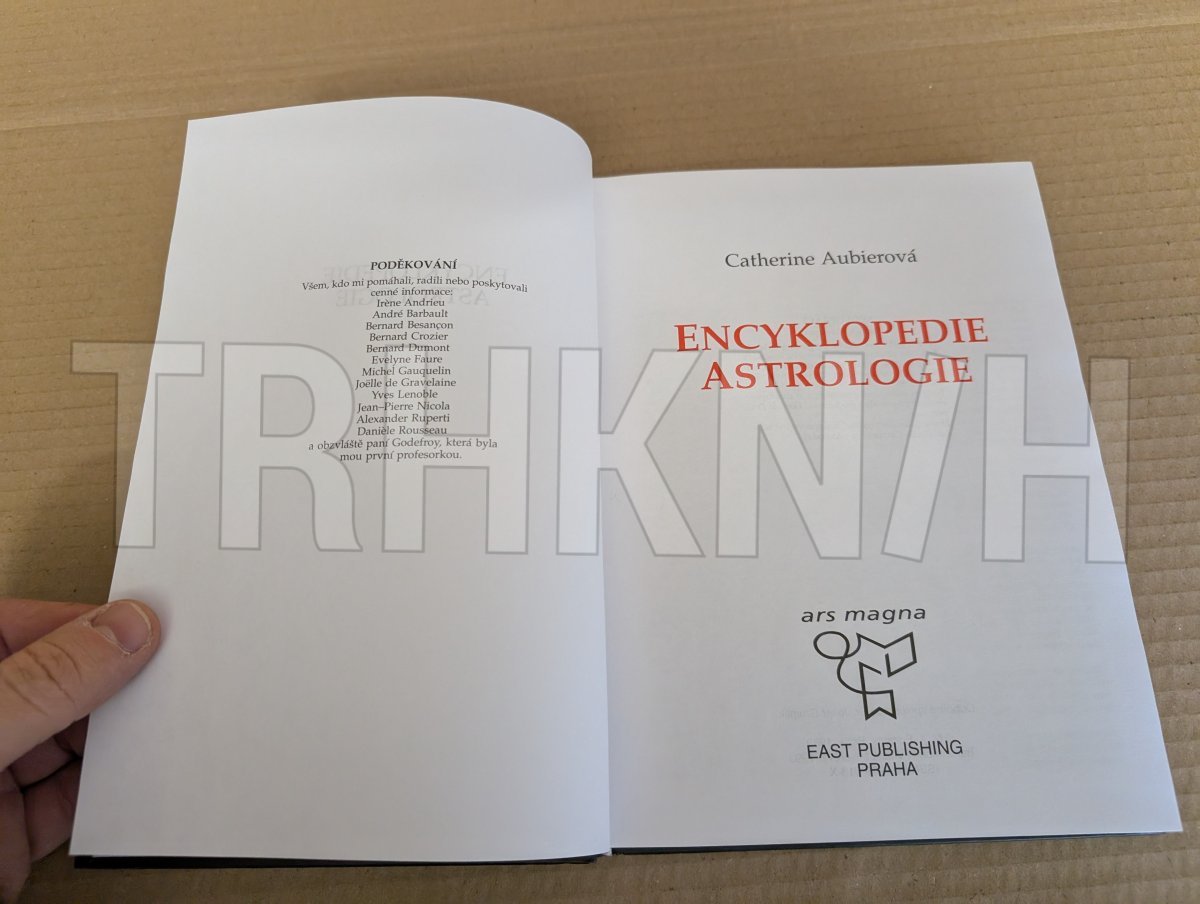 PODĚKOVÁNÍ
Všem, kdo mi pomáhali, radili nebo poskytovali
cenné informace:
Irène Andrieu
André Barbault
Bernard Besançon
Bernard Crozier
Bernard Dumont
Evelyne Faure
Michel Gauquelin
Joëlle de Gravelaine
Yves Lenoble
Jean–Pierre Nicola
Alexander Ruperti
Danièle Rousseau
a obzvláště paní Godefroy, která byla
mou první profesorkou.
Catherine Aubierová
ENCYKLOPEDIE
ASTROLOGIE
ars magna
EAST PUBLISHING
PRAHA
TRHKNIH